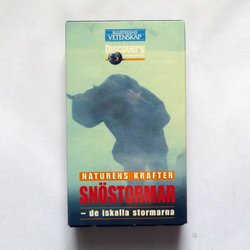 ILLUSTRERAD
VETENSKAP
Discovery
NATURENS KRAFTER
SNÖSTORMAR
– de iskalla stormarna